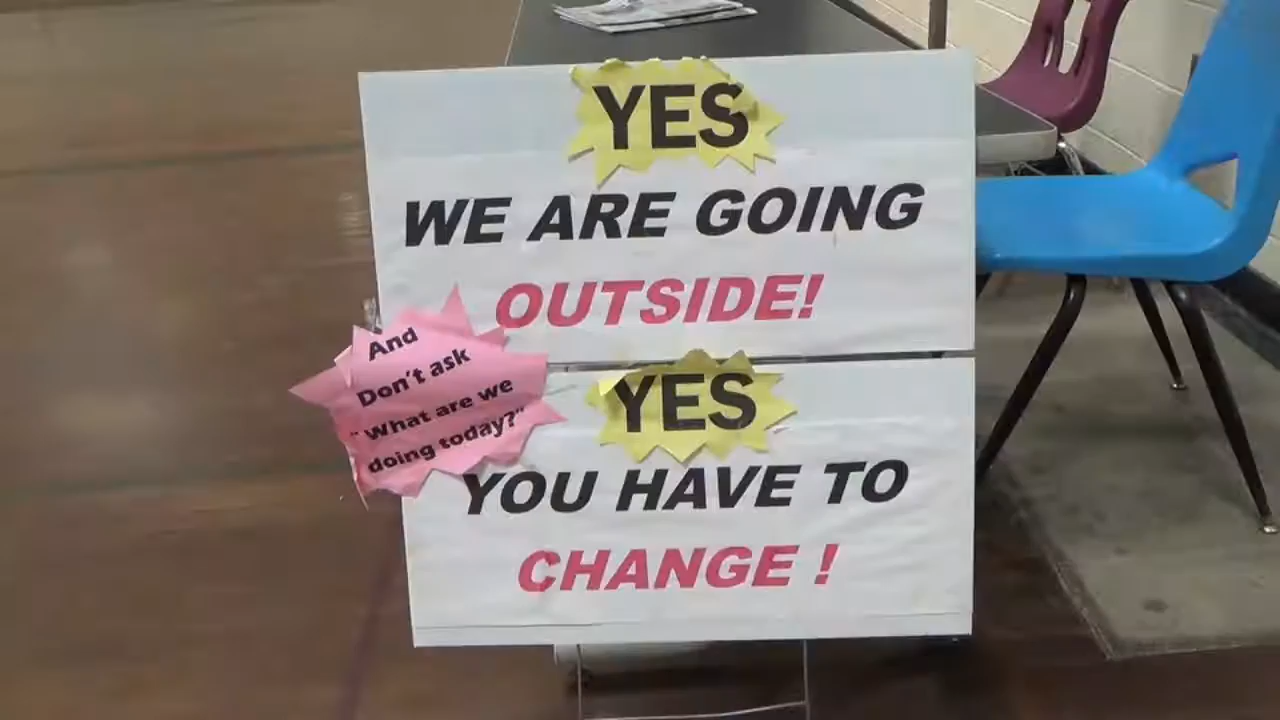 YES
WE ARE GOING
OUTSIDE!
And
Don't ask
"What are we
doing today?"
YES
YOU HAVE TO
CHANGE !